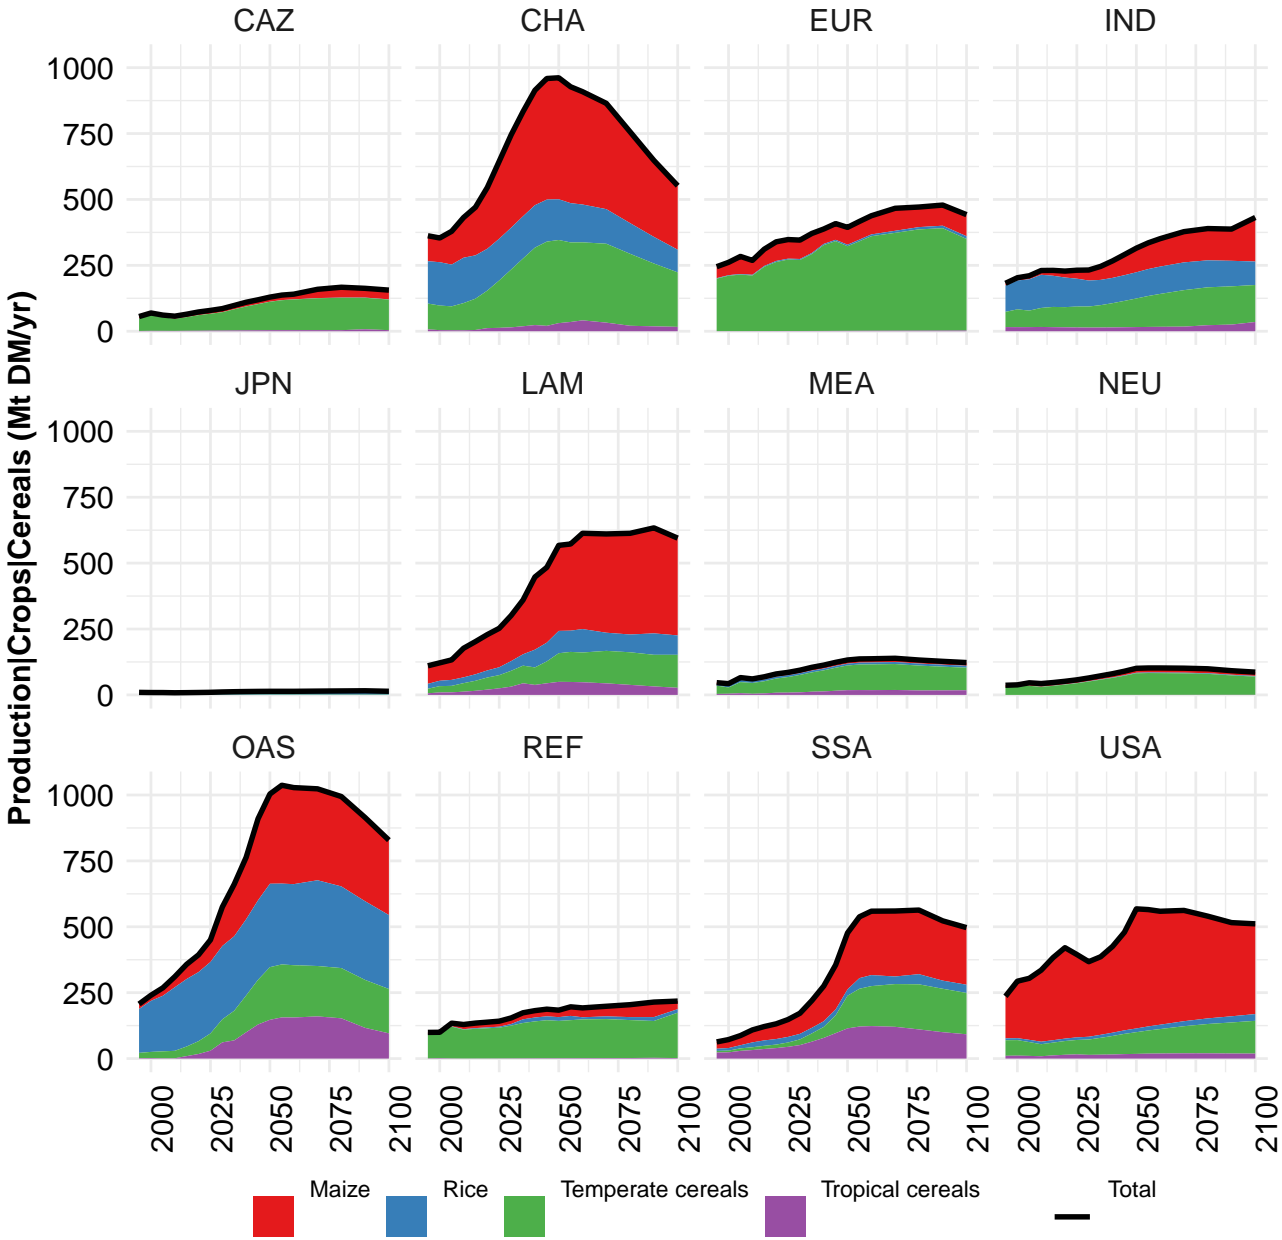 Production|Crops|Cereals (Mt DM/yr)
CAZ CHA EUR IND
1000
750
500
250
0
JPN LAM MEA NEU
1000
750
500
250
0
OAS REF SSA USA
1000
750
500
250
0
2000 2025 2050 2075 2100 2000 2025 2050 2075 2100 2000 2025 2050 2075 2100 2000 2025 2050 2075 2100
Maize Rice Temperate cereals Tropical cereals Total